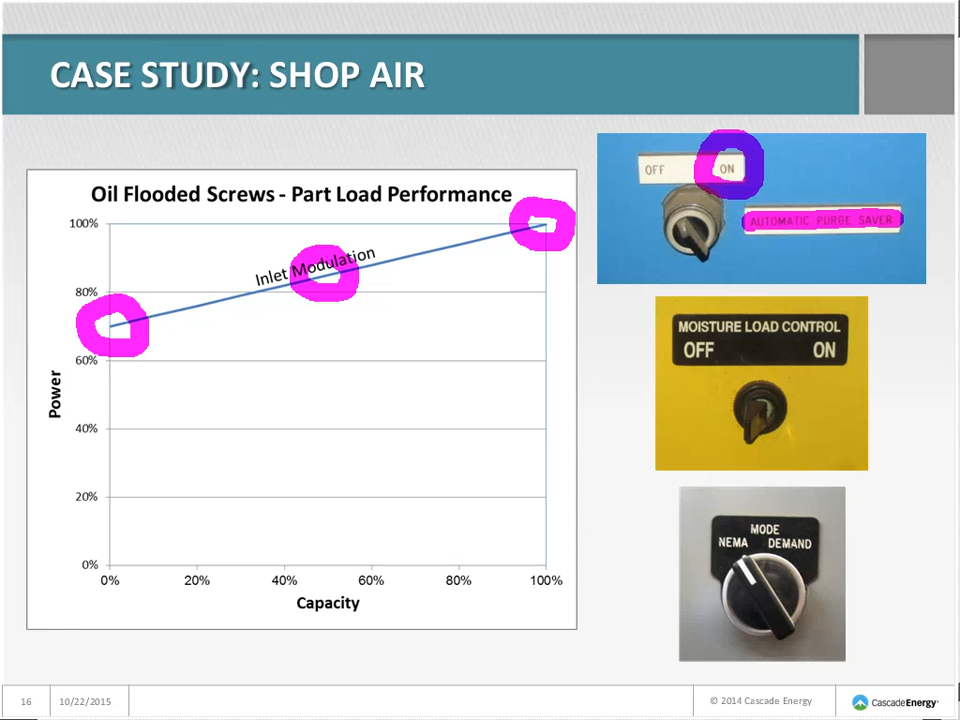 CASE STUDY: SHOP AIR
Oil Flooded Screws - Part Load Performance
100%
80%
60%
40%
20%
0%
Power
Inlet Modulation
0% 20% 40% 60% 80% 100%
Capacity
OFF ON
AUTOMATIC PURGE SAVER
MOISTURE LOAD CONTROL
OFF ON
MODE
NEMA DEMAND
16 10/22/2015 © 2014 Cascade Energy CascadeEnergy